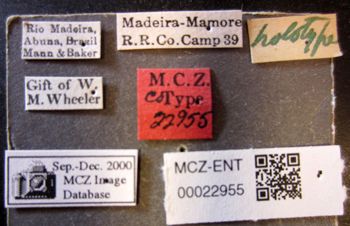 Rio Madeira,
Abuna, Brazil
Mann & Baker
Madeira-Mamore
R.R.Co.Camp 39
holotype
Gift of W.
M. Wheeler
M.C.Z.
CoType
22955
Sep.-Dec. 2000
MCZ Image
Database
MCZ-ENT
00022955